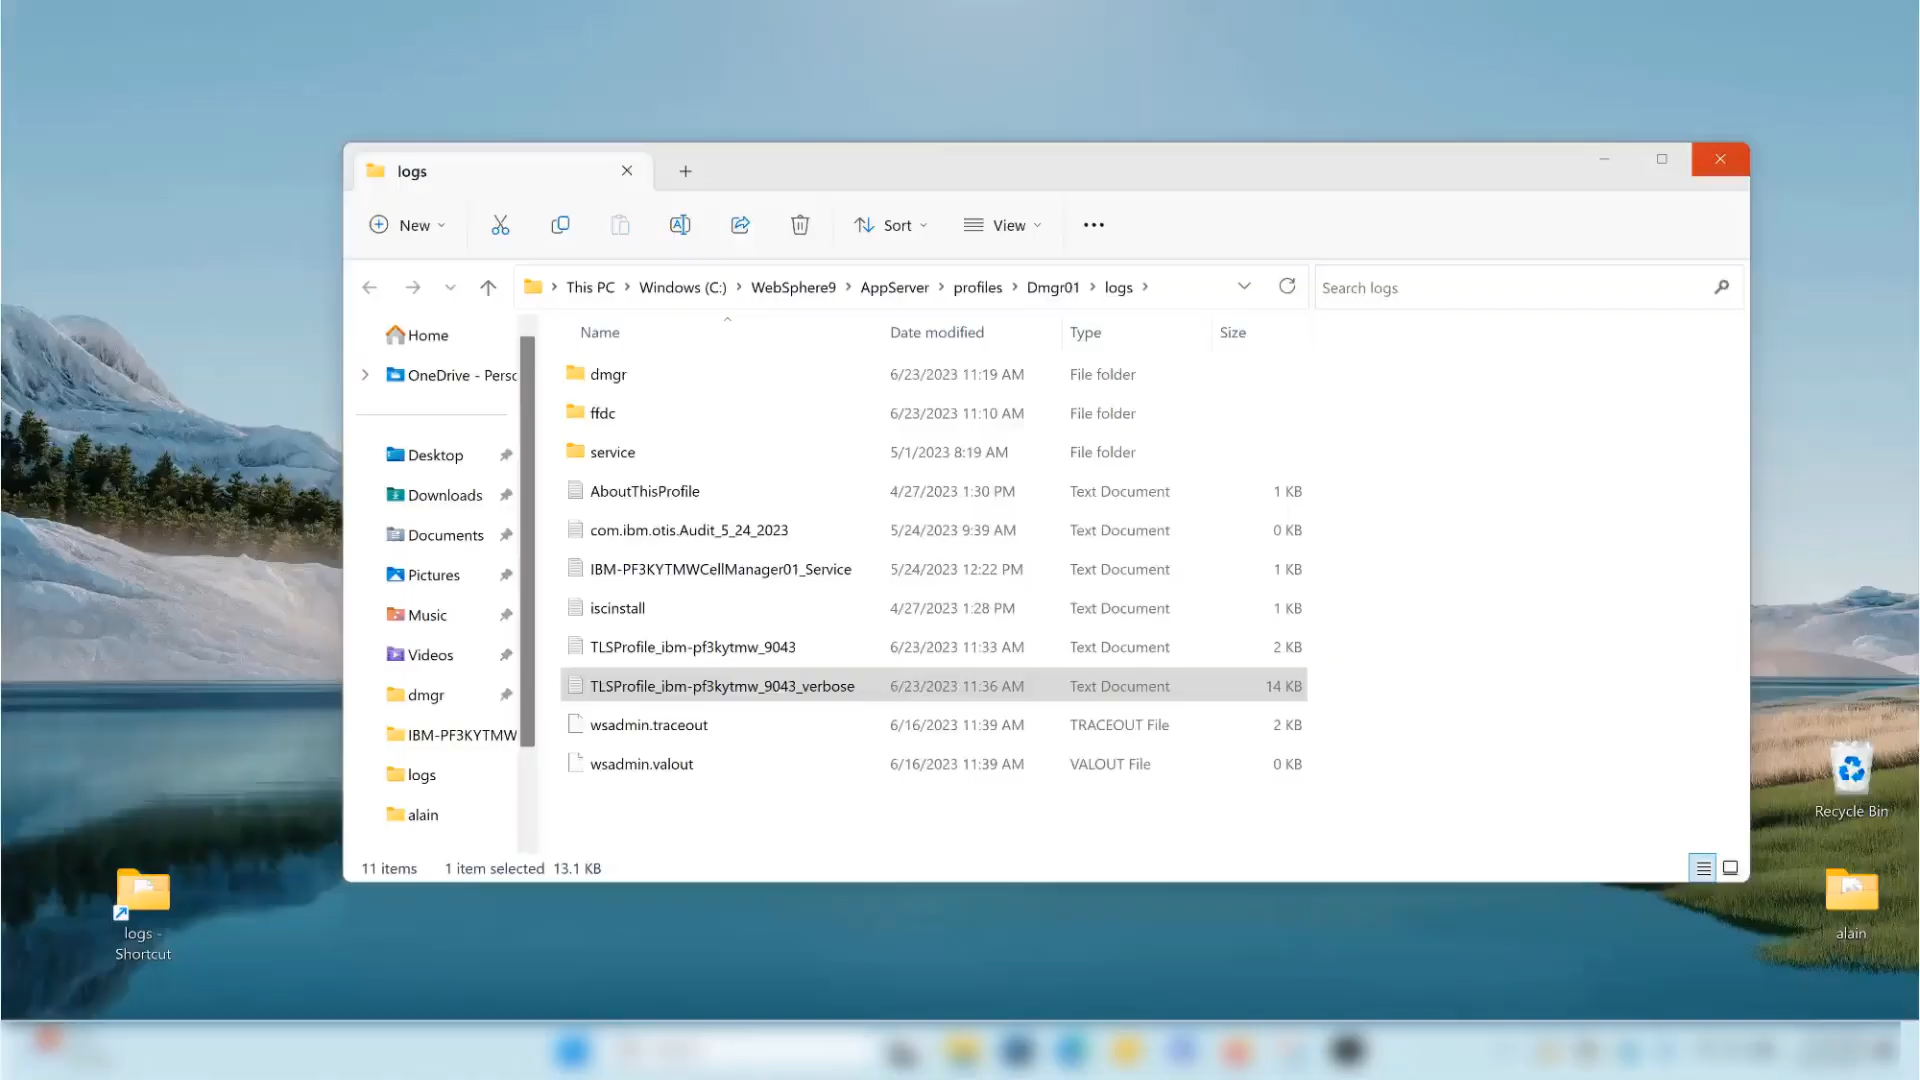 logs
New
Sort
View
This PC
Windows (C:)
WebSphere9
AppServer
profiles
Dmgr01
logs
Search logs
Home
OneDrive - Perso
Desktop
Downloads
Documents
Pictures
Music
Videos
dmgr
IBM-PF3KYTMW
logs
alain
Name Date modified Type Size
dmgr 6/23/2023 11:19 AM File folder
ffdc 6/23/2023 11:10 AM File folder
service 5/1/2023 8:19 AM File folder
AboutThisProfile 4/27/2023 1:30 PM Text Document 1 KB
com.ibm.otis.Audit_5_24_2023 5/24/2023 9:39 AM Text Document 0 KB
IBM-PF3KYTMWCellManager01_Service 5/24/2023 12:22 PM Text Document 1 KB
iscinstall 4/27/2023 1:28 PM Text Document 1 KB
TLSProfile_ibm-pf3kytmw_9043 6/23/2023 11:33 AM Text Document 2 KB
TLSProfile_ibm-pf3kytmw_9043_verbose 6/23/2023 11:36 AM Text Document 14 KB
wsadmin.traceout 6/16/2023 11:39 AM TRACEOUT File 2 KB
wsadmin.valout 6/16/2023 11:39 AM VALOUT File 0 KB
11 items 1 item selected 13.1 KB
logs -
Shortcut
Recycle Bin
alain